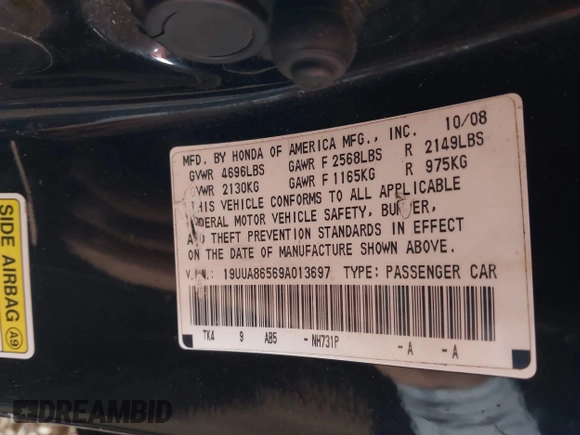 MFD. BY HONDA OF AMERICA MFG., INC. 10/08
GVWR 4696LBS GAWR F 2568LBS R 2149LBS
GVWR 2130KG GAWR F 1165KG R 975KG
THIS VEHICLE CONFORMS TO ALL APPLICABLE
FEDERAL MOTOR VEHICLE SAFETY, BUMPER,
AND THEFT PREVENTION STANDARDS IN EFFECT
ON THE DATE OF MANUFACTURE SHOWN ABOVE.
V.I.N.: 19UUA86569A013697 TYPE: PASSENGER CAR
TK4 9 AB5 -NH731P -A -A
SIDE AIRBAG A9
DREAMBID